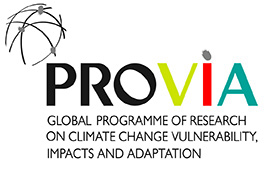 PROVIA
GLOBAL PROGRAMME OF RESEARCH
ON CLIMATE CHANGE VULNERABILITY,
IMPACTS AND ADAPTATION